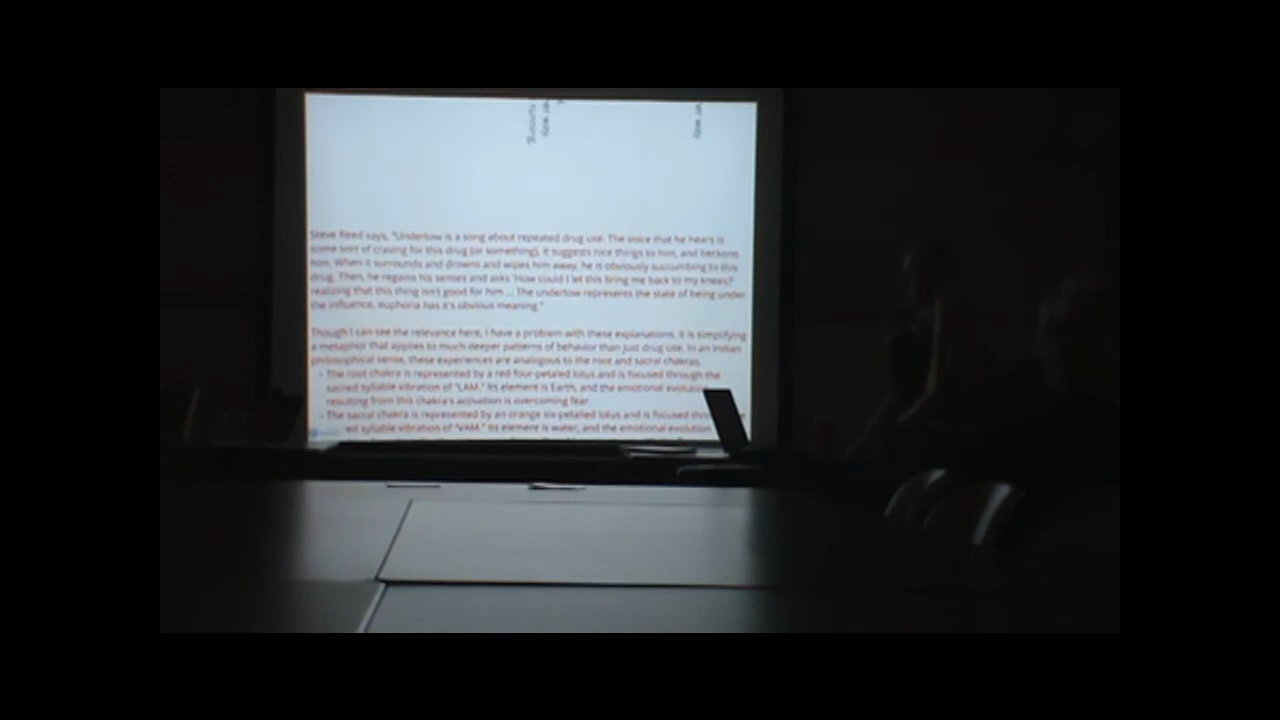 er way.
running.
er way.
Steve Reed says, "Undertow is a song about repeated drug use. The voice that he hears is
some sort of craving for this drug (or something), it suggests nice things to him, and beckons
him. When it surrounds and drowns and wipes him away, he is obviously succumbing to this
drug. Then, he regains his senses and asks 'How could I let this bring me back to my knees?'
realizing that this thing isn't good for him ... The undertow represents the state of being under
the influence, euphoria has it's obvious meaning."
Though I can see the relevance here, I have a problem with these explanations. It is simplifying
a metaphor that applies to much deeper patterns of behavior than just drug use. In an Indian
philosophical sense, these experiences are analogous to the root and sacral chakras.
- The root chakra is represented by a red four-petaled lotus and is focused through the
sacred syllable vibration of "LAM." Its element is Earth, and the emotional evolution
resulting from this chakra's activation is overcoming fear.
- The sacral chakra is represented by an orange six-petaled lotus and is focused
ed syllable vibration of "VAM." Its element is water, and the emotional evolution